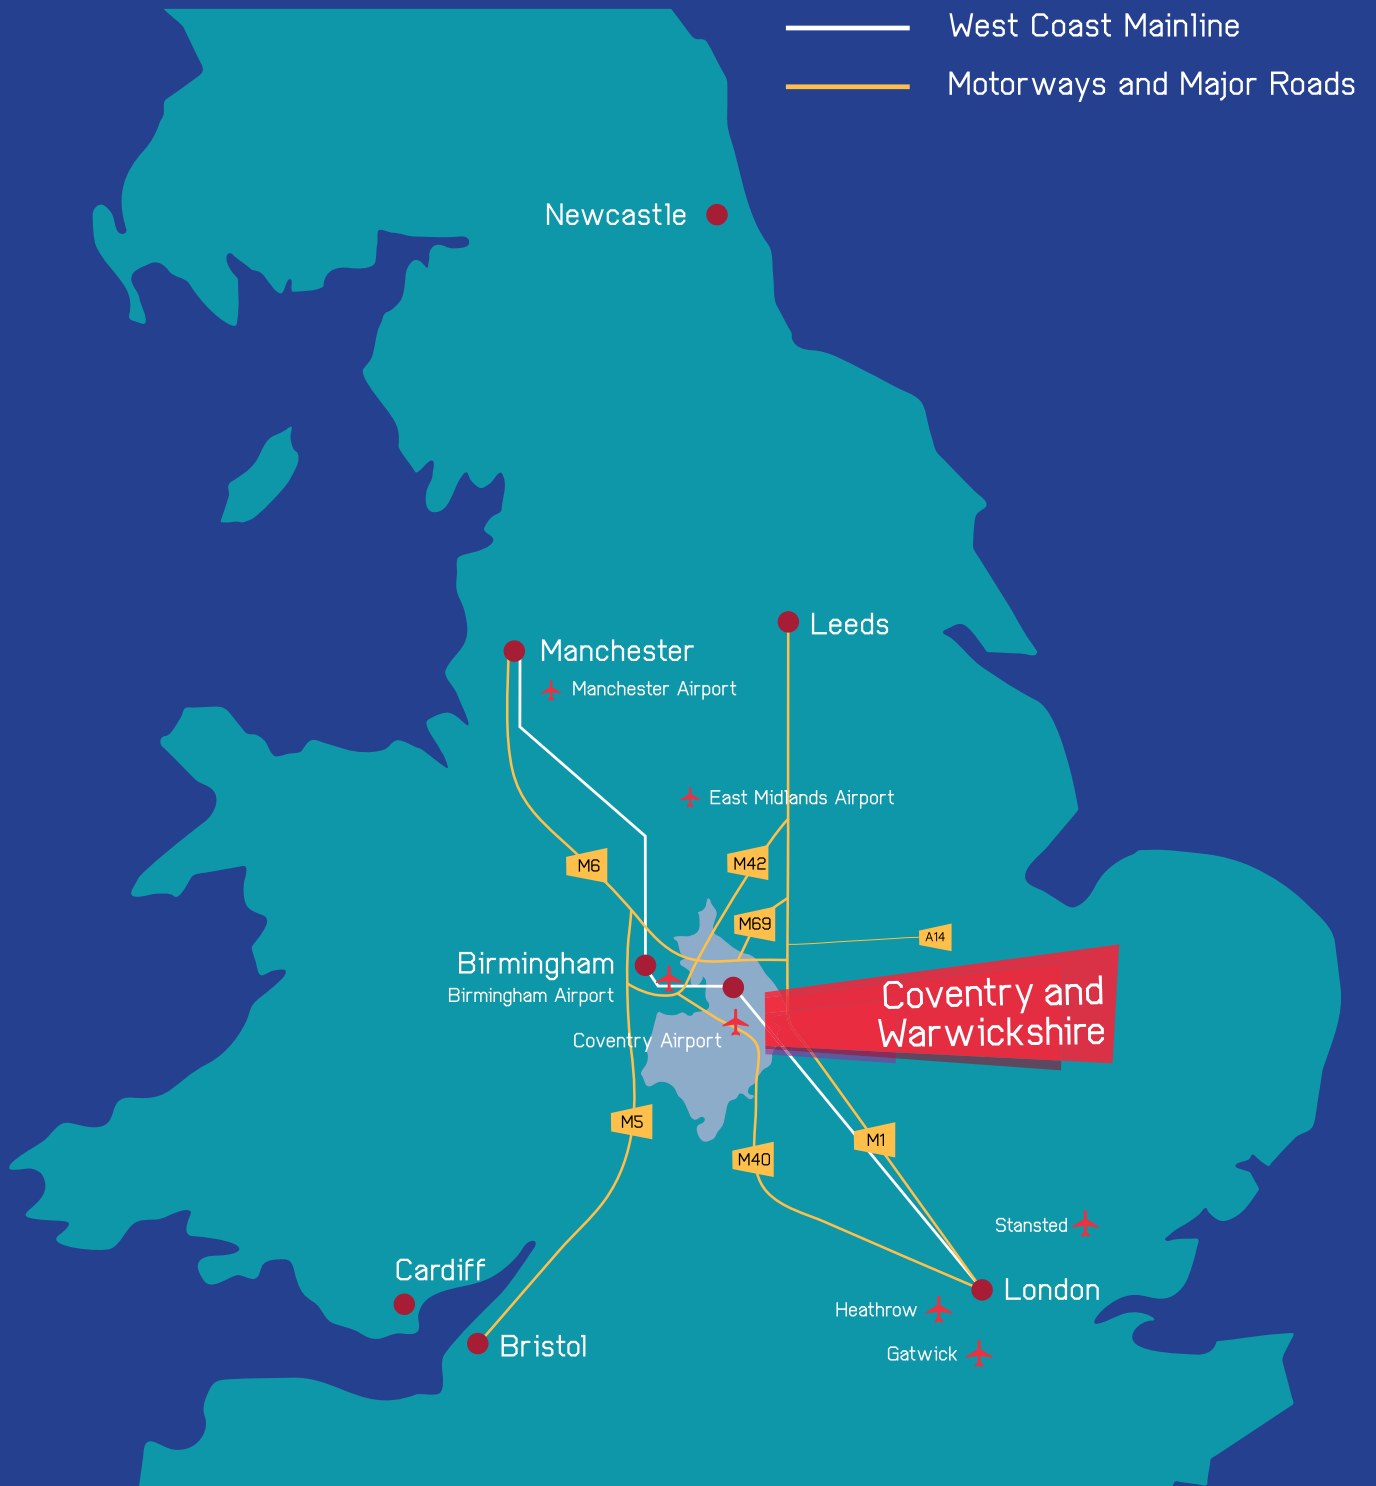 West Coast Mainline
Motorways and Major Roads
Newcastle
Leeds
Manchester
Manchester Airport
East Midlands Airport
M6
M42
M69
A14
Birmingham
Birmingham Airport
Coventry and
Warwickshire
Coventry Airport
M5
M1
M40
Stansted
Cardiff
London
Heathrow
Bristol
Gatwick